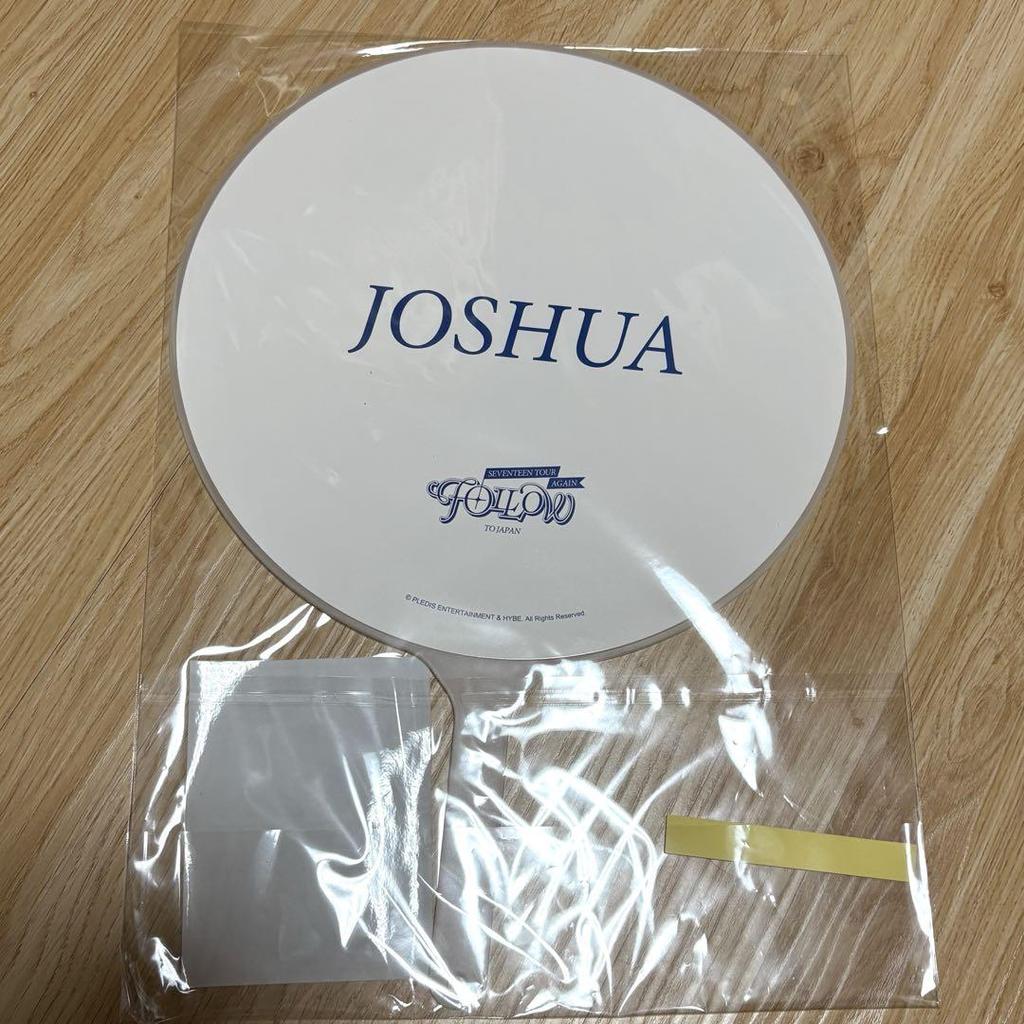 JOSHUA
SEVENTEEN TOUR
AGAIN
FOLLOW
TO JAPAN
© PLEDIS ENTERTAINMENT & HYBE. All Rights Reserved.